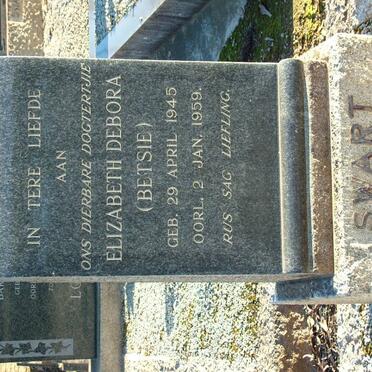 IN TERE LIEFDE
AAN
ONS DIERBARE DOGTERTJIE
ELIZABETH DEBORA
(BETSIE)
GEB. 29 APRIL 1945
OORL. 2 JAN. 1959.
RUS SAG LIEFLING.
SWART